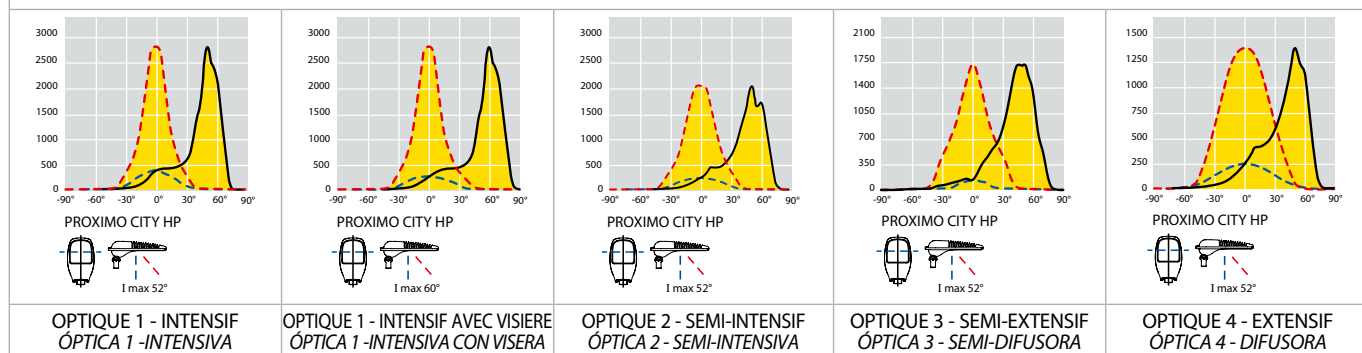 3000
2500
2000
1500
1000
500
0
-90° -60° -30° 0° 30° 60° 90°
PROXIMO CITY HP
I max 52°
OPTIQUE 1 - INTENSIF
ÓPTICA 1 -INTENSIVA
3000
2500
2000
1500
1000
500
0
-90° -60° -30° 0° 30° 60° 90°
PROXIMO CITY HP
I max 60°
OPTIQUE 1 - INTENSIF AVEC VISIERE
ÓPTICA 1 -INTENSIVA CON VISERA
3000
2500
2000
1500
1000
500
0
-90° -60° -30° 0° 30° 60° 90°
PROXIMO CITY HP
I max 52°
OPTIQUE 2 - SEMI-INTENSIF
ÓPTICA 2 - SEMI-INTENSIVA
2100
1750
1050
1050
700
350
0
-90° -60° -30° 0° 30° 60° 90°
PROXIMO CITY HP
I max 52°
OPTIQUE 3 - SEMI-EXTENSIF
ÓPTICA 3 - SEMI-DIFUSORA
1500
1250
1000
750
500
250
0
-90° -60° -30° 0° 30° 60° 90°
PROXIMO CITY HP
I max 52°
OPTIQUE 4 - EXTENSIF
ÓPTICA 4 - DIFUSORA